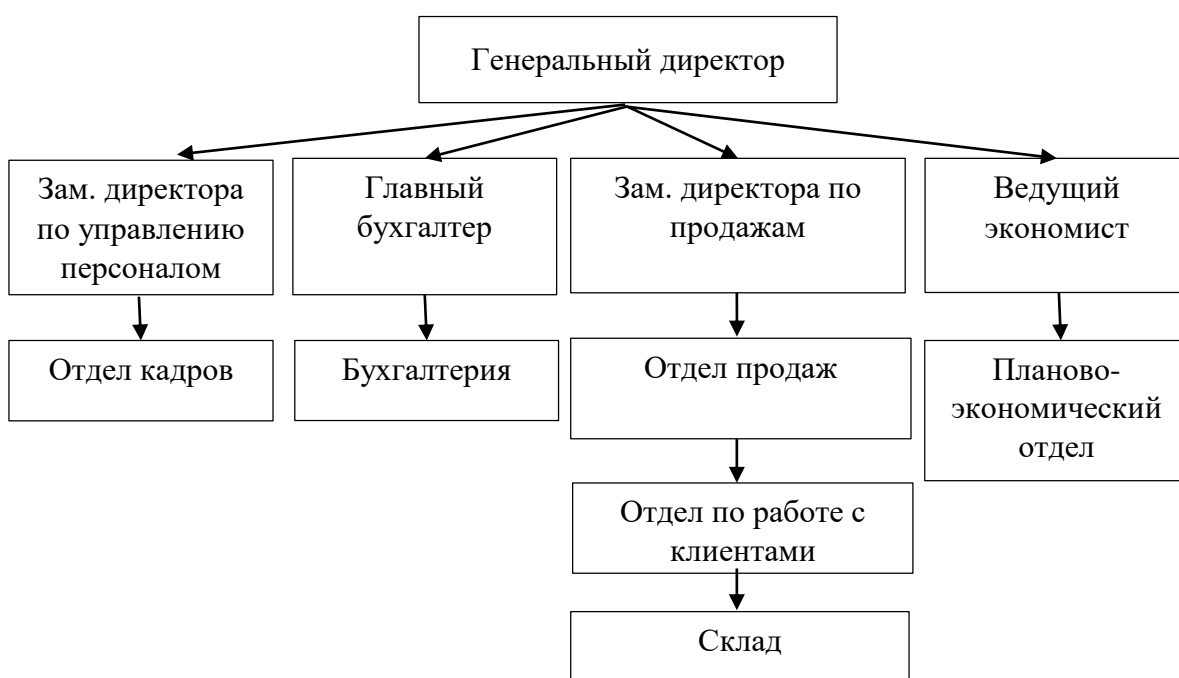 Генеральный директор
Зам. директора
по управлению
персоналом
Главный
бухгалтер
Зам. директора по
продажам
Ведущий
экономист
Отдел кадров
Бухгалтерия
Отдел продаж
Планово-
экономический
отдел
Отдел по работе с
клиентами
Склад